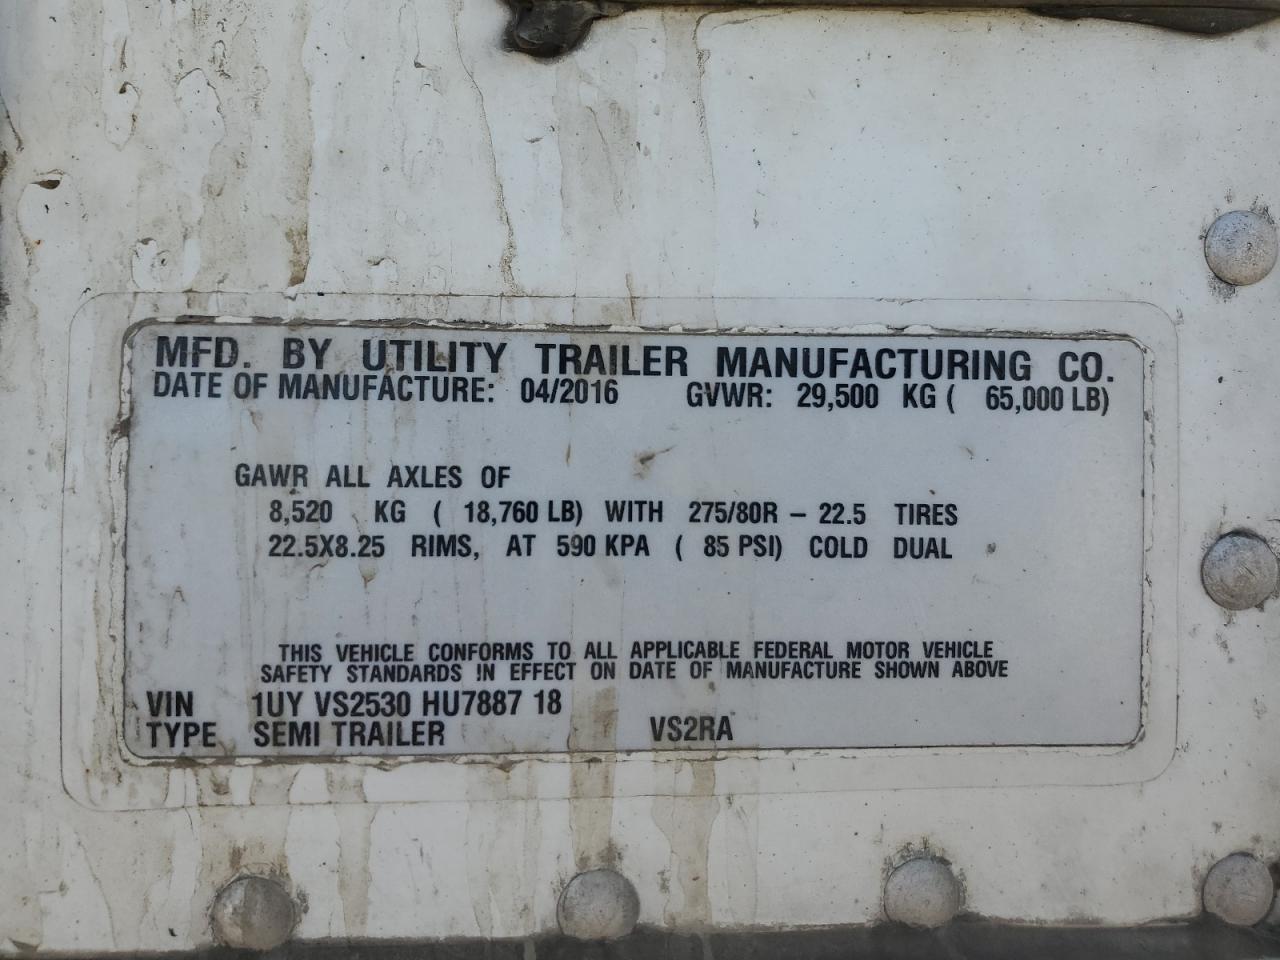 MFD. BY UTILITY TRAILER MANUFACTURING CO.
DATE OF MANUFACTURE: 04/2016 GVWR: 29,500 KG ( 65,000 LB)
GAWR ALL AXLES OF
8,520 KG ( 18,760 LB) WITH 275/80R – 22.5 TIRES
22.5X8.25 RIMS, AT 590 KPA ( 85 PSI) COLD DUAL
THIS VEHICLE CONFORMS TO ALL APPLICABLE FEDERAL MOTOR VEHICLE
SAFETY STANDARDS IN EFFECT ON DATE OF MANUFACTURE SHOWN ABOVE
VIN 1UY VS2530 HU7887 18
TYPE SEMI TRAILER VS2RA